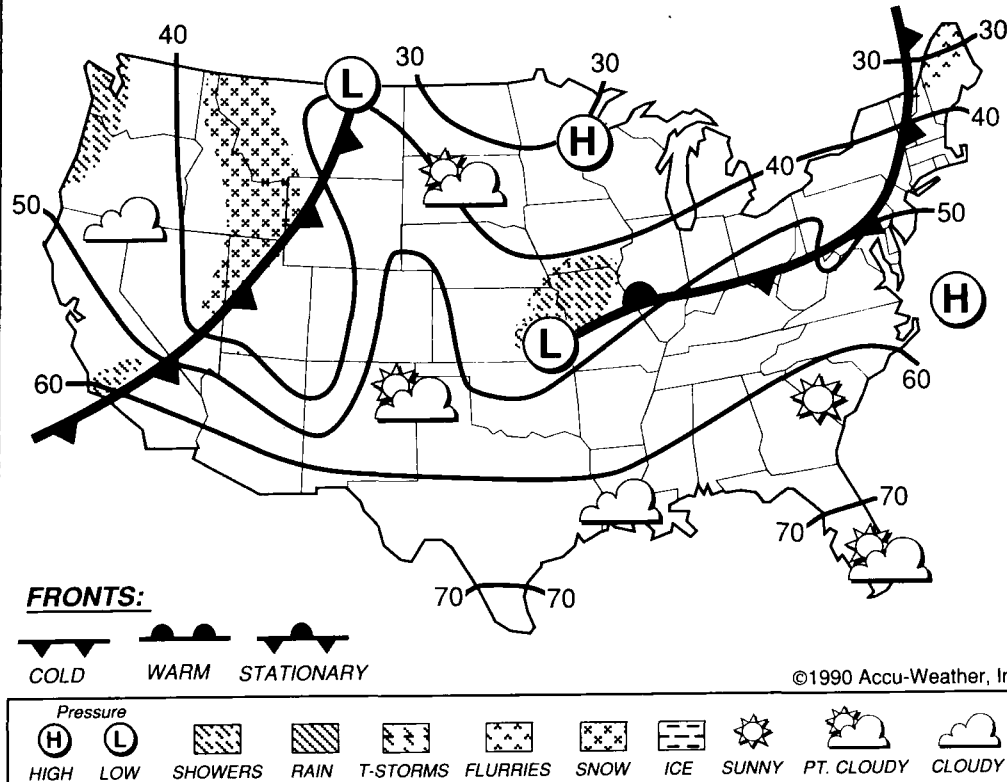 40
30
30
30
30
L
H
40
40
50
50
H
L
60
60
70
70
70
70
FRONTS:
COLD WARM STATIONARY
©1990 Accu-Weather, In
Pressure
H L
HIGH LOW SHOWERS RAIN T-STORMS FLURRIES SNOW ICE SUNNY PT. CLOUDY CLOUDY